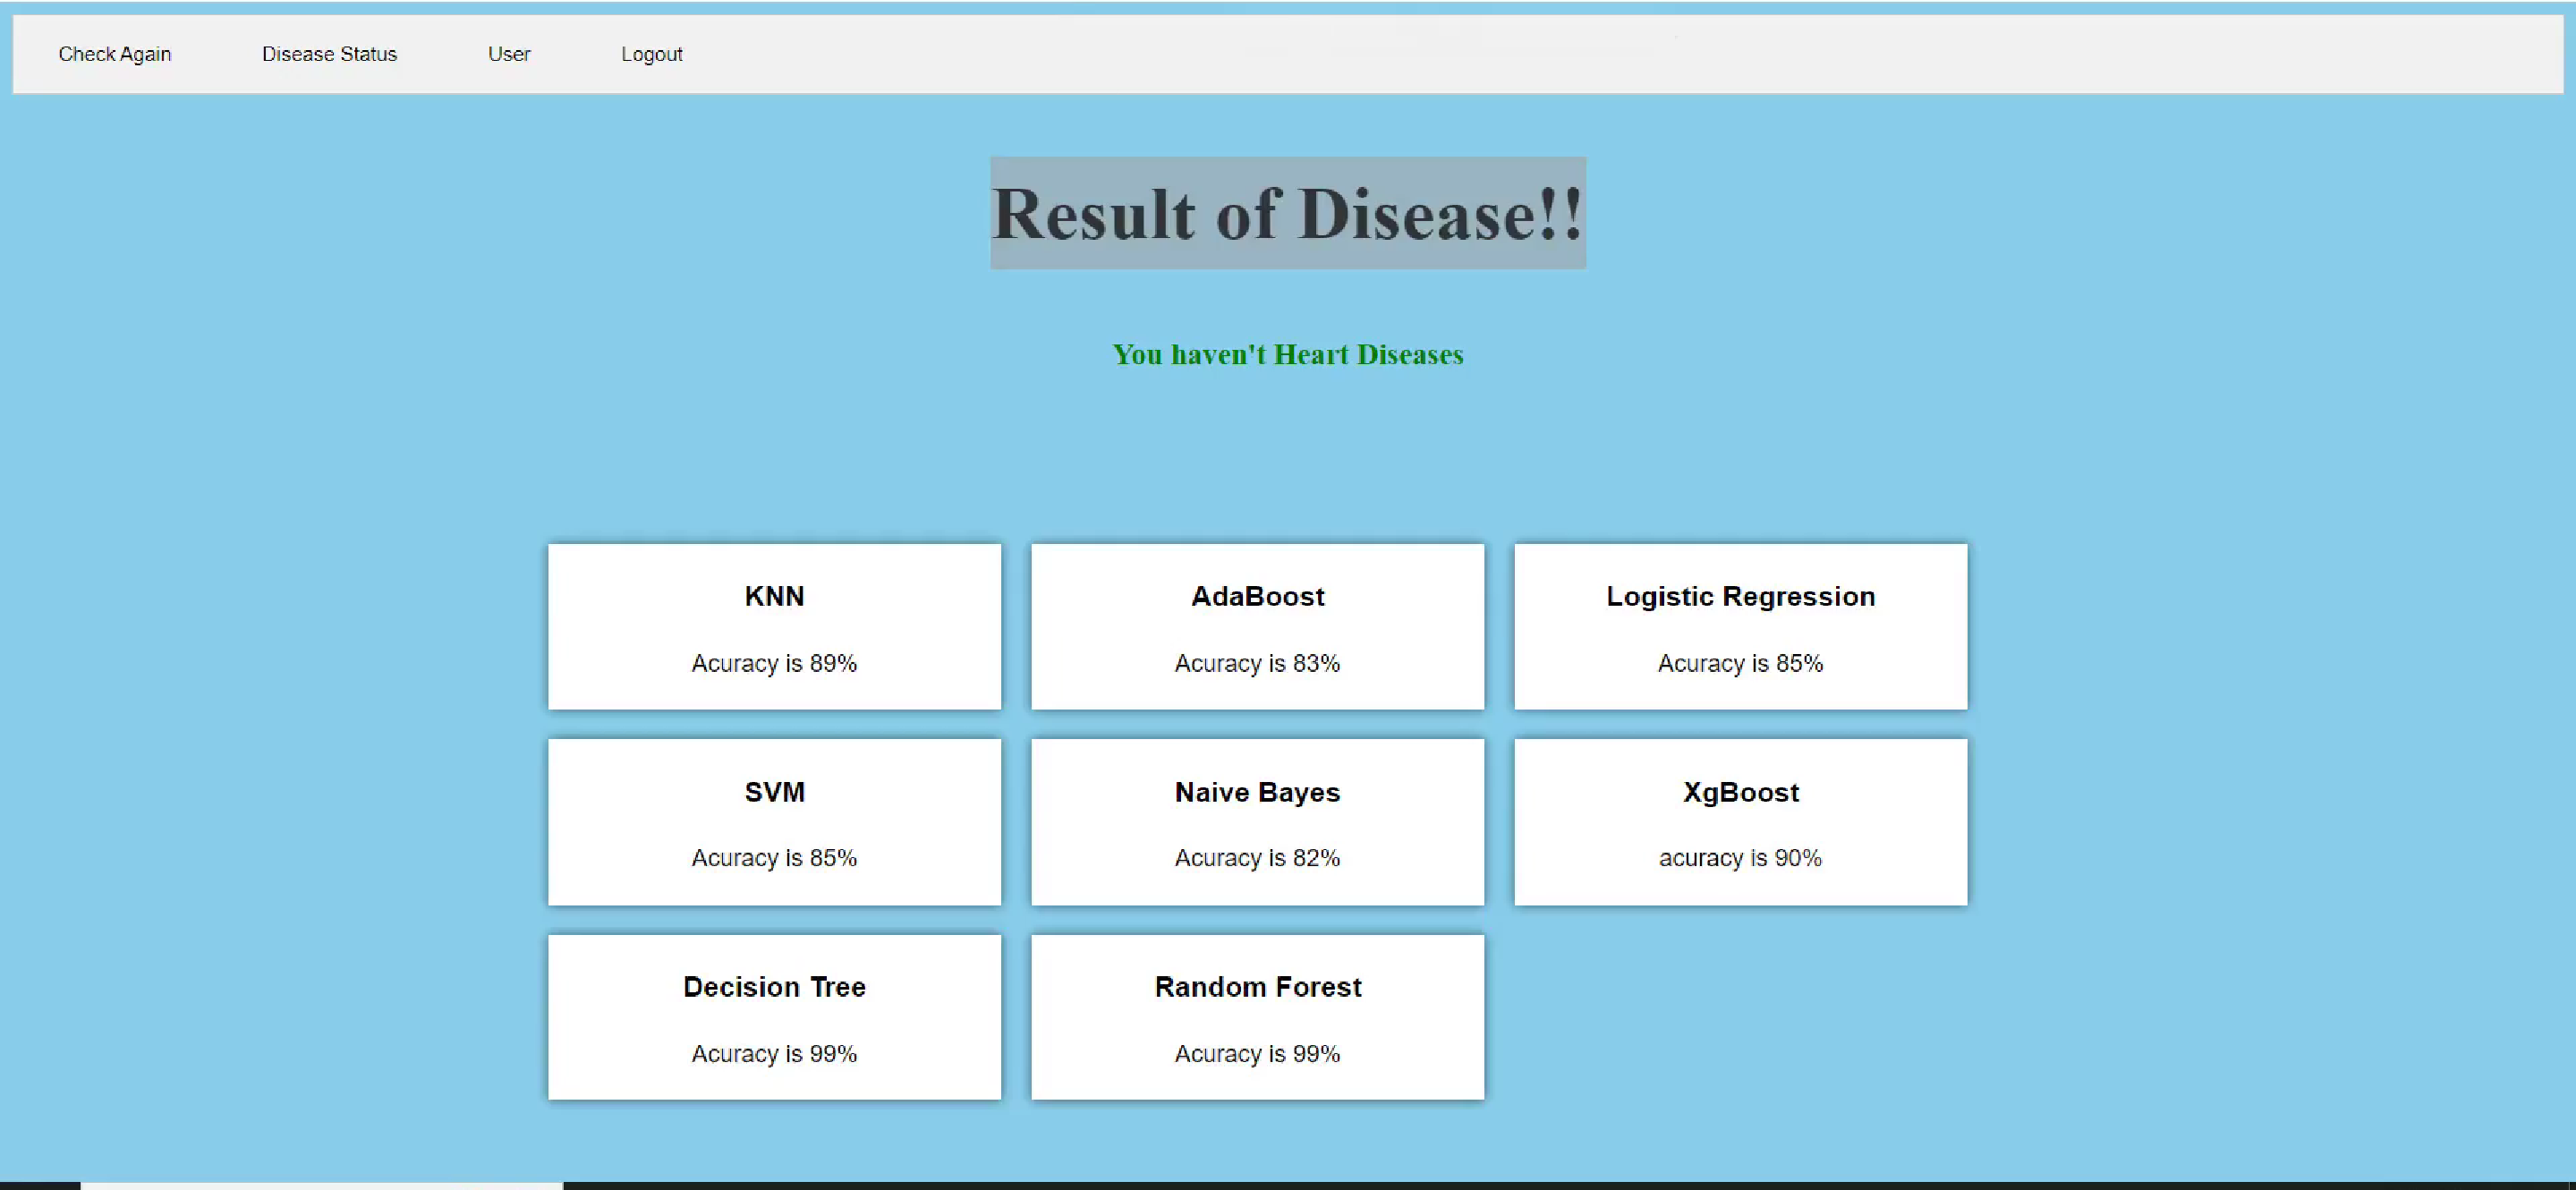 Check Again Disease Status User Logout
Result of Disease!!
You haven't Heart Diseases
KNN
Acuracy is 89%
AdaBoost
Acuracy is 83%
Logistic Regression
Acuracy is 85%
SVM
Acuracy is 85%
Naive Bayes
Acuracy is 82%
XgBoost
acuracy is 90%
Decision Tree
Acuracy is 99%
Random Forest
Acuracy is 99%